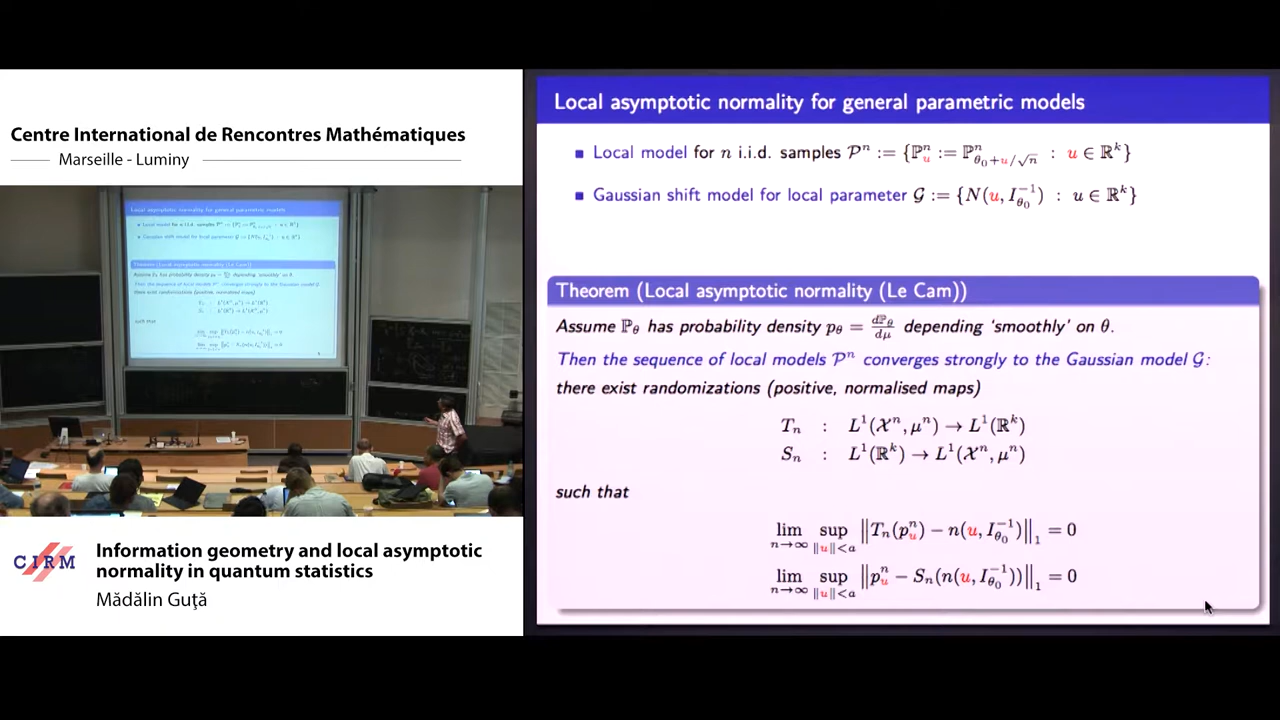 Centre International de Rencontres Mathématiques
Marseille - Luminy
CIRM
Information geometry and local asymptotic
normality in quantum statistics
Mădălin Guţă
Local asymptotic normality for general parametric models
Local model for n i.i.d. samples 𝒫ⁿ := {ℙᵤⁿ := ℙⁿ_{θ₀+u/√n} : u ∈ ℝᵏ}
Gaussian shift model for local parameter 𝒢 := {N(u, I_{θ₀}^{-1}) : u ∈ ℝᵏ}
Theorem (Local asymptotic normality (Le Cam))
Assume ℙ_θ has probability density p_θ = dℙ_θ/dμ depending ‘smoothly’ on θ.
Then the sequence of local models 𝒫ⁿ converges strongly to the Gaussian model 𝒢:
there exist randomizations (positive, normalised maps)
Tₙ : L¹(𝒳ⁿ, μⁿ) → L¹(ℝᵏ)
Sₙ : L¹(ℝᵏ) → L¹(𝒳ⁿ, μⁿ)
such that
lim_{n→∞} sup_{‖u‖<a} ‖Tₙ(pᵤⁿ) − n(u, I_{θ₀}^{-1})‖₁ = 0
lim_{n→∞} sup_{‖u‖<a} ‖pᵤⁿ − Sₙ(n(u, I_{θ₀}^{-1}))‖₁ = 0